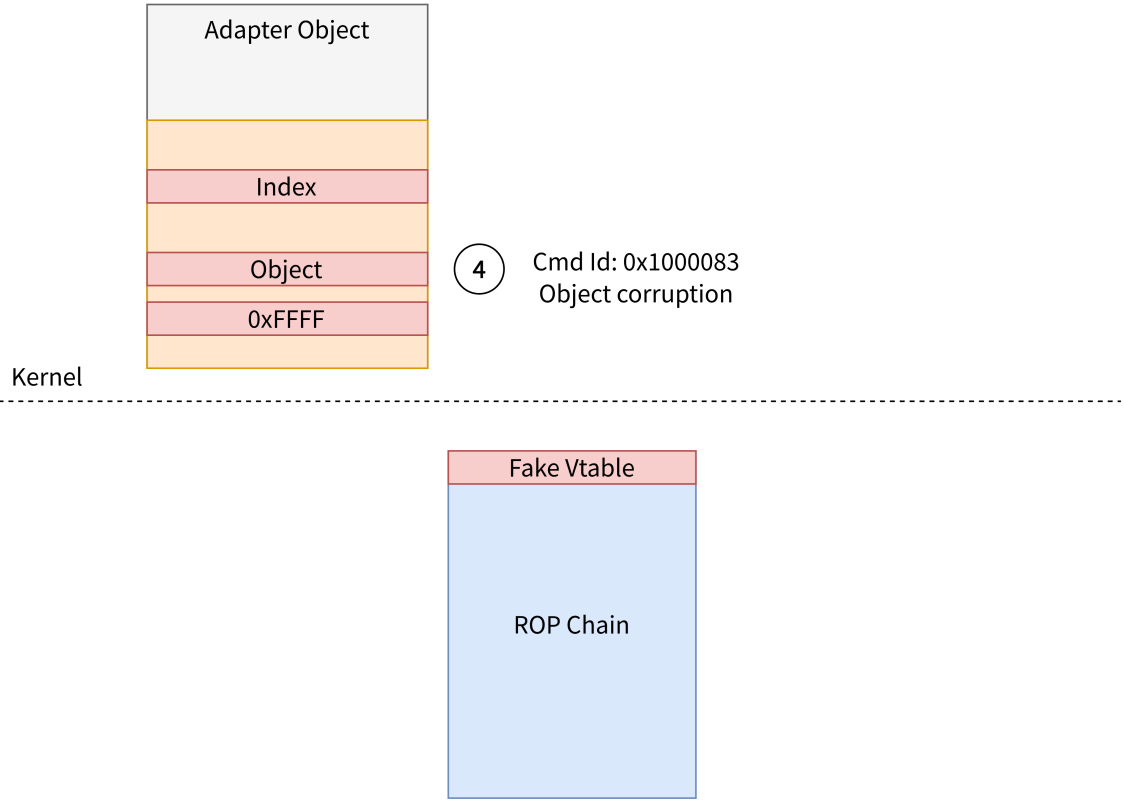 Adapter Object
Index
Object
0xFFFF
4
Cmd Id: 0x1000083
Object corruption
Kernel
Fake Vtable
ROP Chain